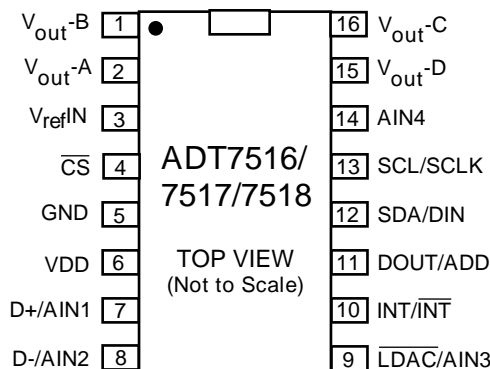 Vout-B 1 16 Vout-C
Vout-A 2 15 Vout-D
VrefIN 3 14 AIN4
CS 4 13 SCL/SCLK
GND 5 12 SDA/DIN
VDD 6 11 DOUT/ADD
D+/AIN1 7 10 INT/INT
D-/AIN2 8 9 LDAC/AIN3
ADT7516/
7517/7518
TOP VIEW
(Not to Scale)